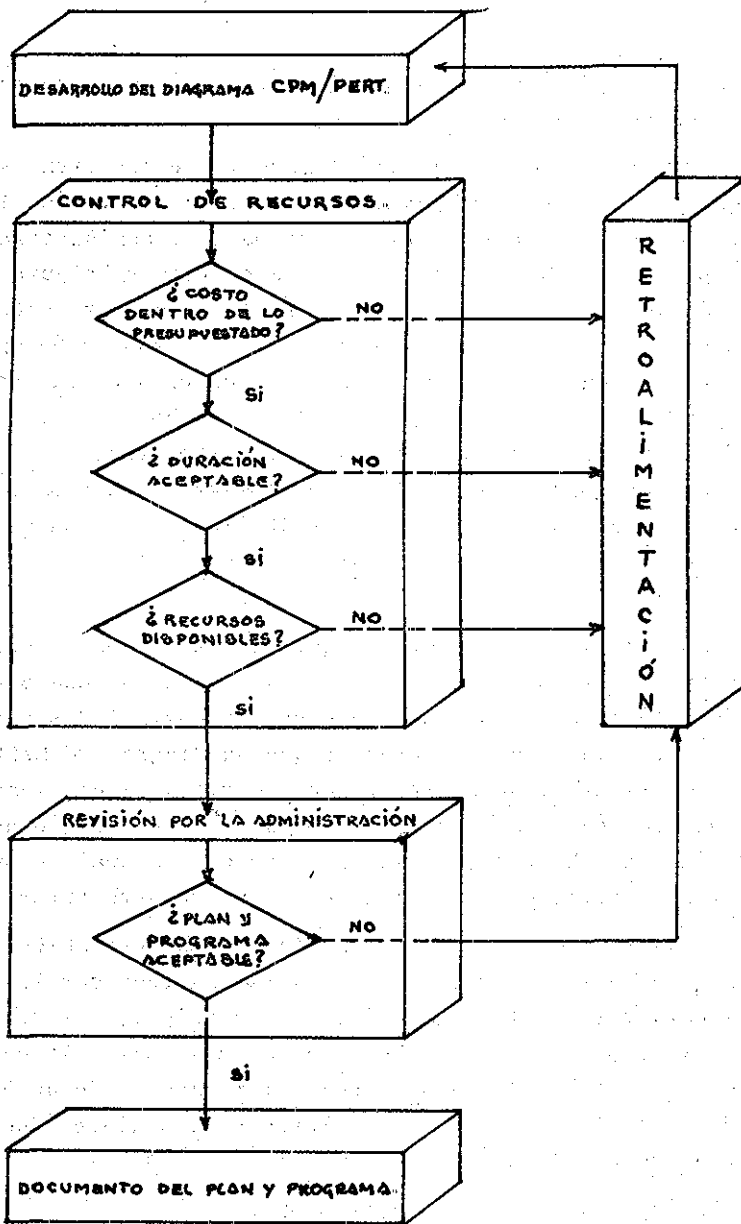 DESARROLLO DEL DIAGRAMA CPM/PERT
CONTROL DE RECURSOS
¿COSTO
DENTRO DE LO
PRESUPUESTADO?
NO
Si
¿DURACIÓN
ACEPTABLE?
NO
si
¿RECURSOS
DISPONIBLES?
NO
si
RETROALiMENTACiÓN
REVISIÓN POR LA ADMINISTRACIÓN
¿PLAN Y
PROGRAMA
ACEPTABLE?
NO
si
DOCUMENTO DEL PLAN Y PROGRAMA